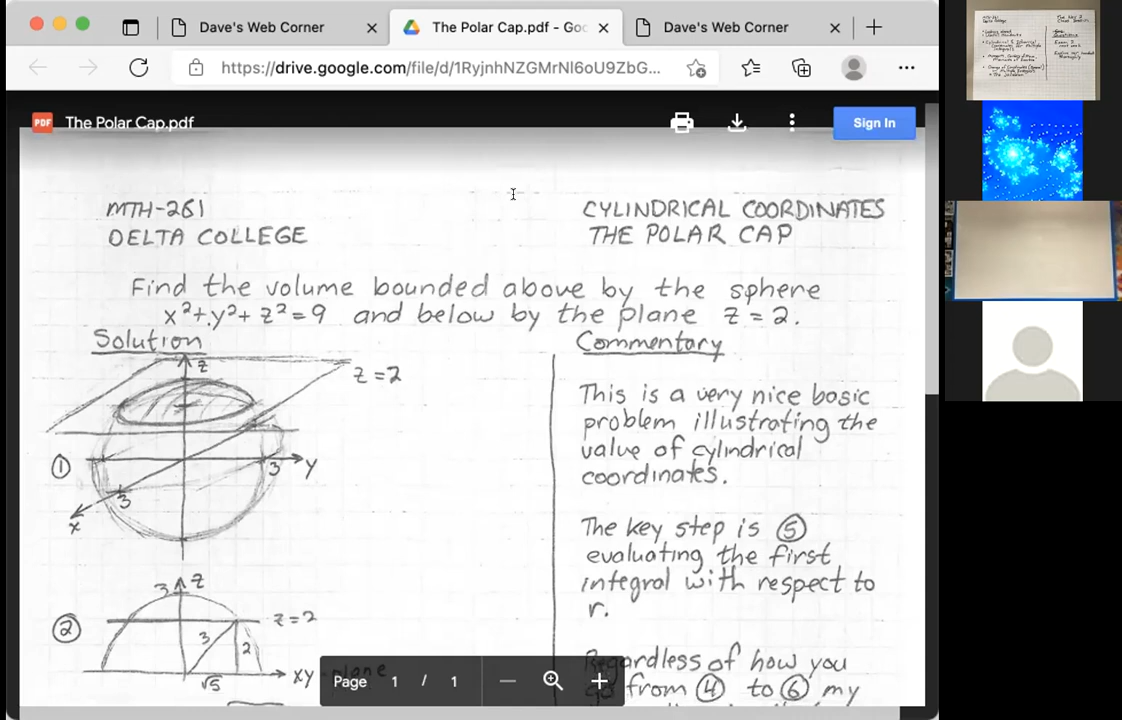 Dave's Web Corner
The Polar Cap.pdf - Goo
Dave's Web Corner
https://drive.google.com/file/d/1RyjnhNZGMrNl6oU9ZbG...
PDF
The Polar Cap.pdf
Sign In
MTH-261
DELTA COLLEGE
CYLINDRICAL COORDINATES
THE POLAR CAP
Find the volume bounded above by the sphere
x²+y²+z²=9 and below by the plane z=2.
Solution
z
z=2
3
y
①
3
x
3
z
②
z=2
3
2
√5
xy-plane
Commentary
This is a very nice basic
problem illustrating the
value of cylindrical
coordinates.
The key step is ⑤
evaluating the first
integral with respect to
r.
Regardless of how you
go from ④ to ⑥ my
Page 1 / 1